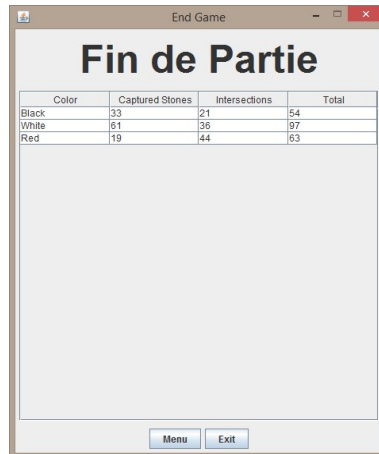 End Game
Fin de Partie
Color Captured Stones Intersections Total
Black 33 21 54
White 61 36 97
Red 19 44 63
Menu Exit